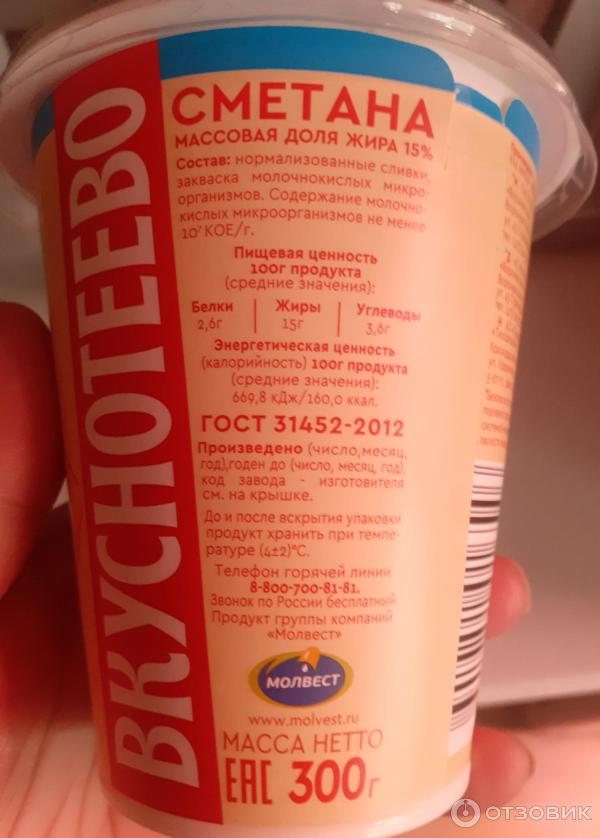 ВКУСНОТЕЕВО
СМЕТАНА
МАССОВАЯ ДОЛЯ ЖИРА 15%
Состав: нормализованные сливки,
закваска молочнокислых микро-
организмов. Содержание молочно-
кислых микроорганизмов не менее
10⁷ КОЕ/г.
Пищевая ценность
100г продукта
(средние значения):
Белки Жиры Углеводы
2,6г 15г 3,6г
Энергетическая ценность
(калорийность) 100г продукта
(средние значения):
669,8 кДж/160,0 ккал.
ГОСТ 31452-2012
Произведено (число,месяц,
год),годен до (число, месяц, год),
код завода - изготовителя
см. на крышке.
До и после вскрытия упаковки
продукт хранить при темпе-
ратуре (4±2)°С.
Телефон горячей линии
8-800-700-81-81.
Звонок по России бесплатный.
Продукт группы компаний
«Молвест»
МОЛВЕСТ
www.molvest.ru
МАССА НЕТТО
ЕАС 300г
ОТЗОВИК